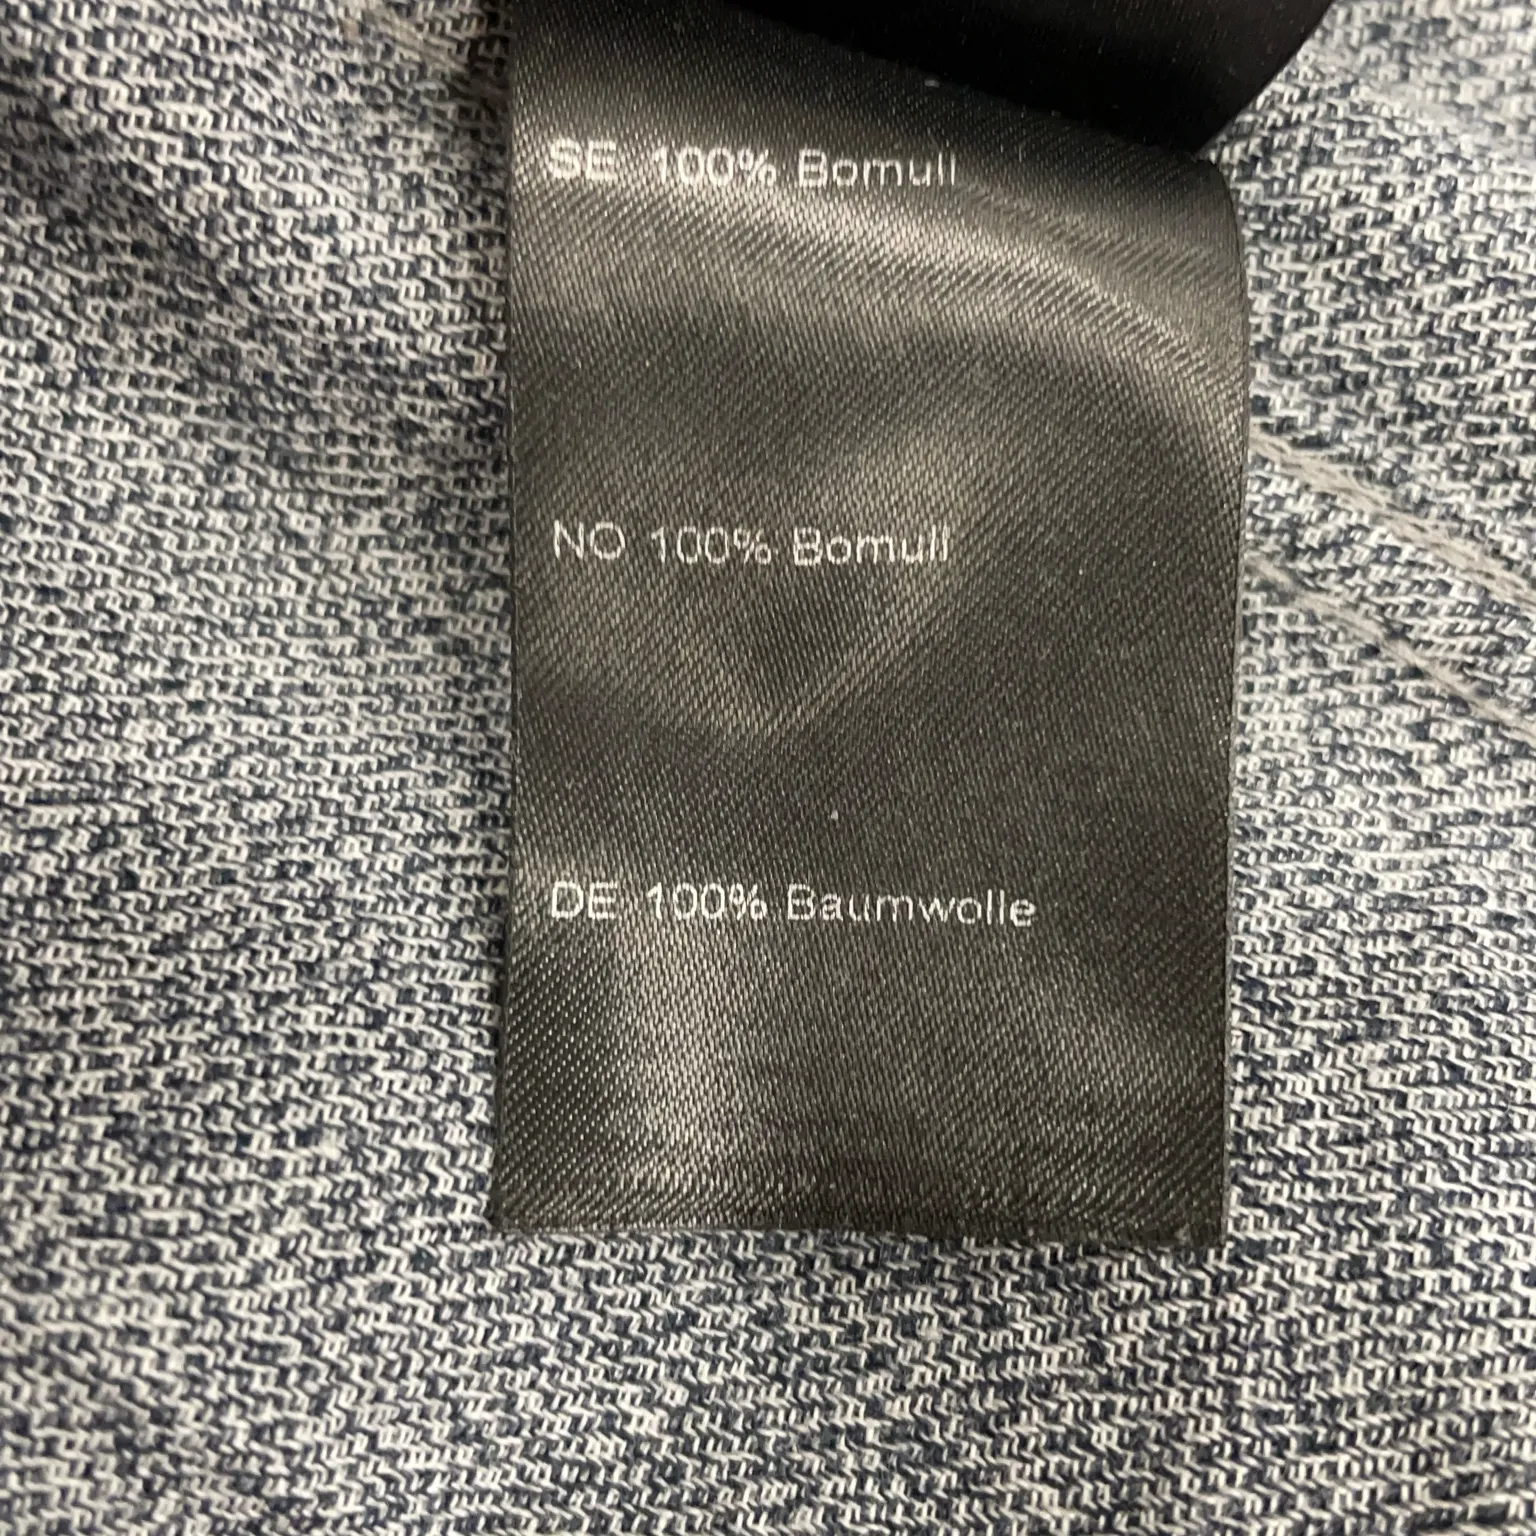 SE 100% Bomull
NO 100% Bomull
DE 100% Baumwolle